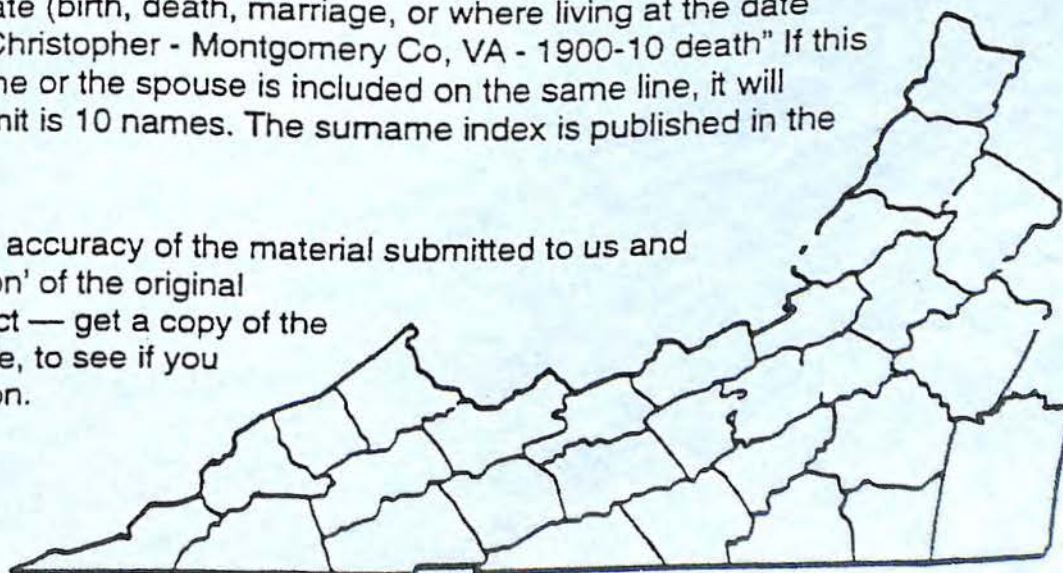 ate (birth, death, marriage, or where living at the date
Christopher - Montgomery Co, VA - 1900-10 death" If this
ne or the spouse is included on the same line, it will
nit is 10 names. The surname index is published in the
accuracy of the material submitted to us and
on' of the original
ct — get a copy of the
e, to see if you
on.